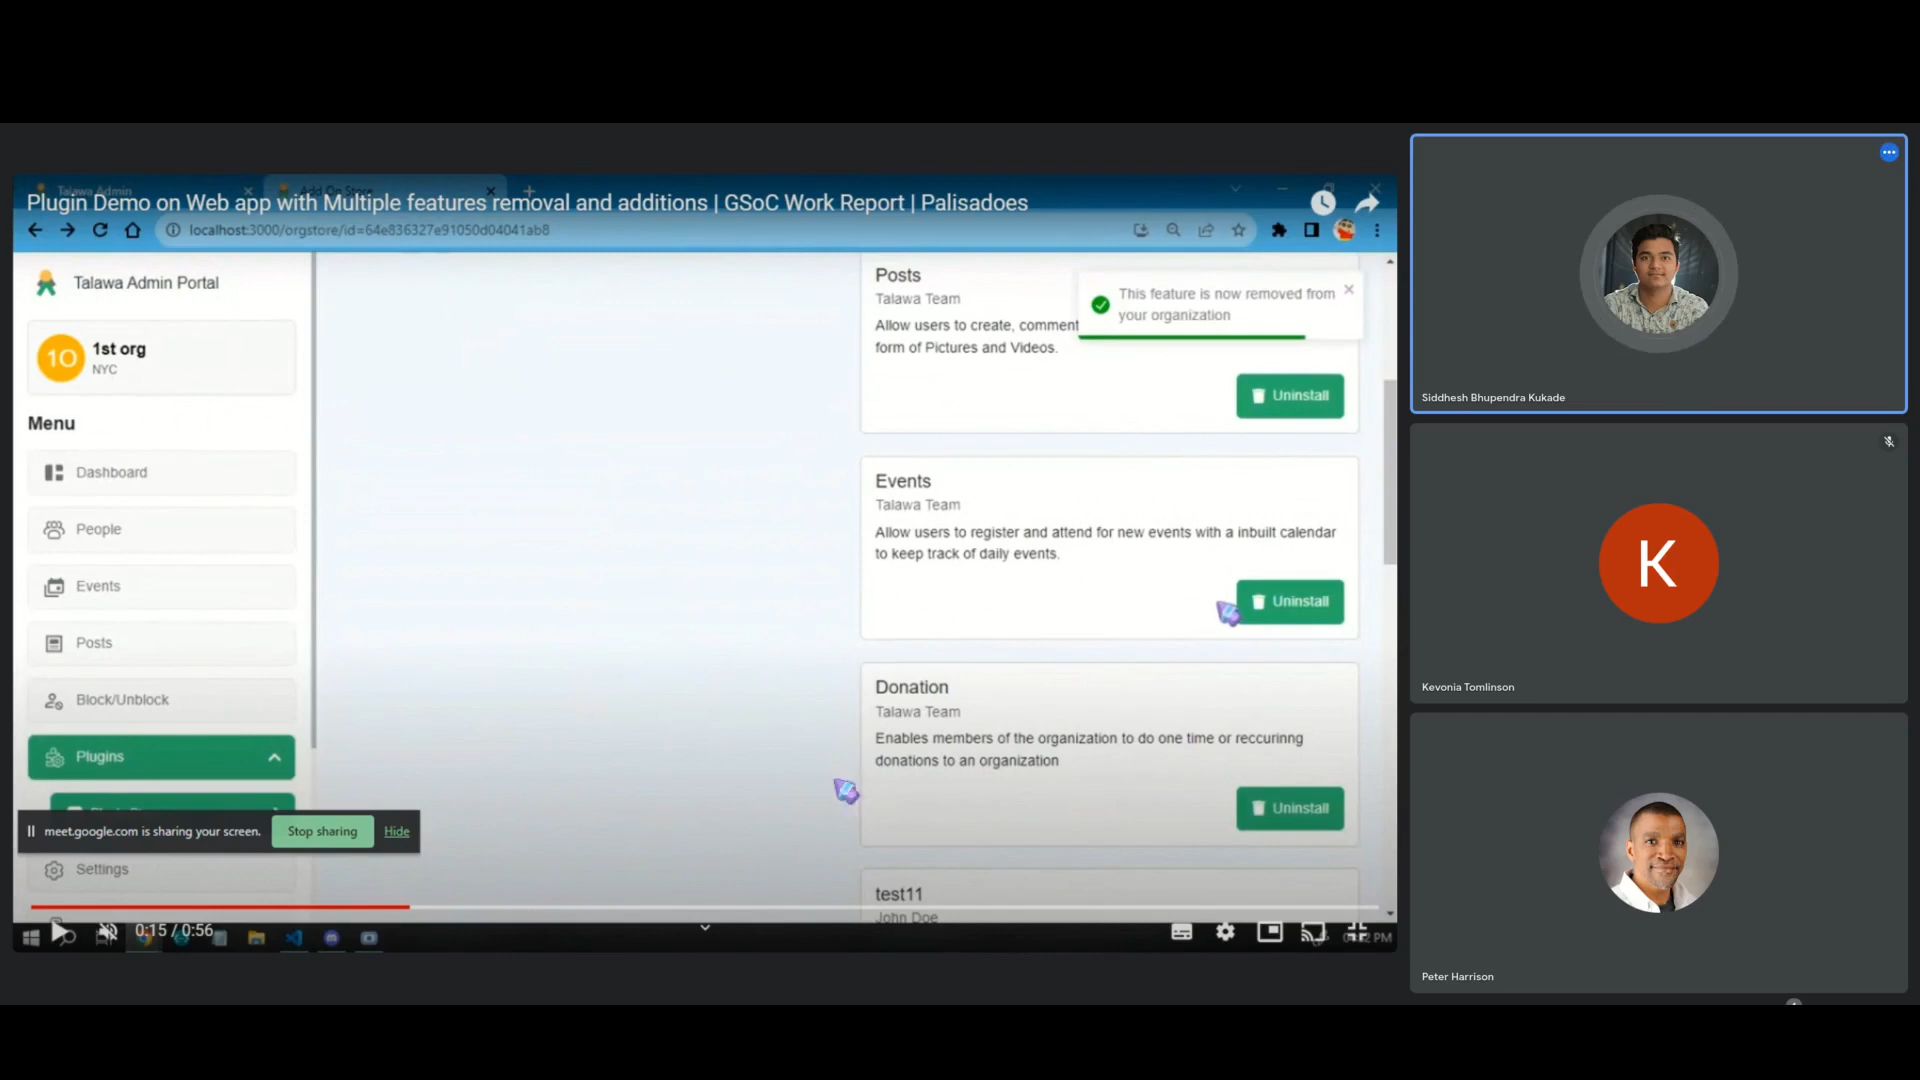 Talawa Admin
Add On Store
Plugin Demo on Web app with Multiple features removal and additions | GSoC Work Report | Palisadoes
localhost:3000/orgstore/id=64e836327e91050d04041ab8
Talawa Admin Portal
1O
1st org
NYC
Menu
Dashboard
People
Events
Posts
Block/Unblock
Plugins
meet.google.com is sharing your screen.
Stop sharing
Hide
Settings
0:15 / 0:56
Posts
Talawa Team
Allow users to create, comment
form of Pictures and Videos.
Uninstall
This feature is now removed from
your organization
Events
Talawa Team
Allow users to register and attend for new events with a inbuilt calendar
to keep track of daily events.
Uninstall
Donation
Talawa Team
Enables members of the organization to do one time or reccurinng
donations to an organization
Uninstall
test11
John Doe
PM
Siddhesh Bhupendra Kukade
K
Kevonia Tomlinson
Peter Harrison